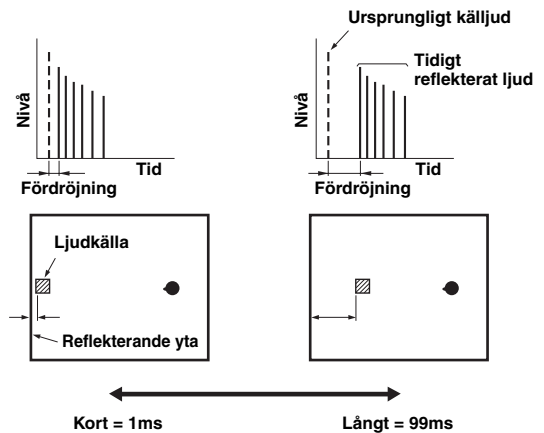 Ursprungligt källjud
Tidigt
reflekterat ljud
Nivå
Tid
Fördröjning
Nivå
Tid
Fördröjning
Ljudkälla
Reflekterande yta
Kort = 1ms
Långt = 99ms